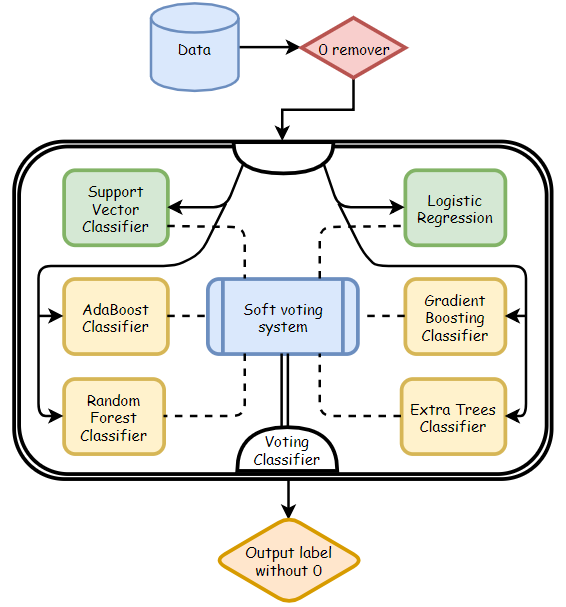 Data
0 remover
Support
Vector
Classifier
Logistic
Regression
AdaBoost
Classifier
Soft voting
system
Gradient
Boosting
Classifier
Random
Forest
Classifier
Extra Trees
Classifier
Voting
Classifier
Output label
without 0